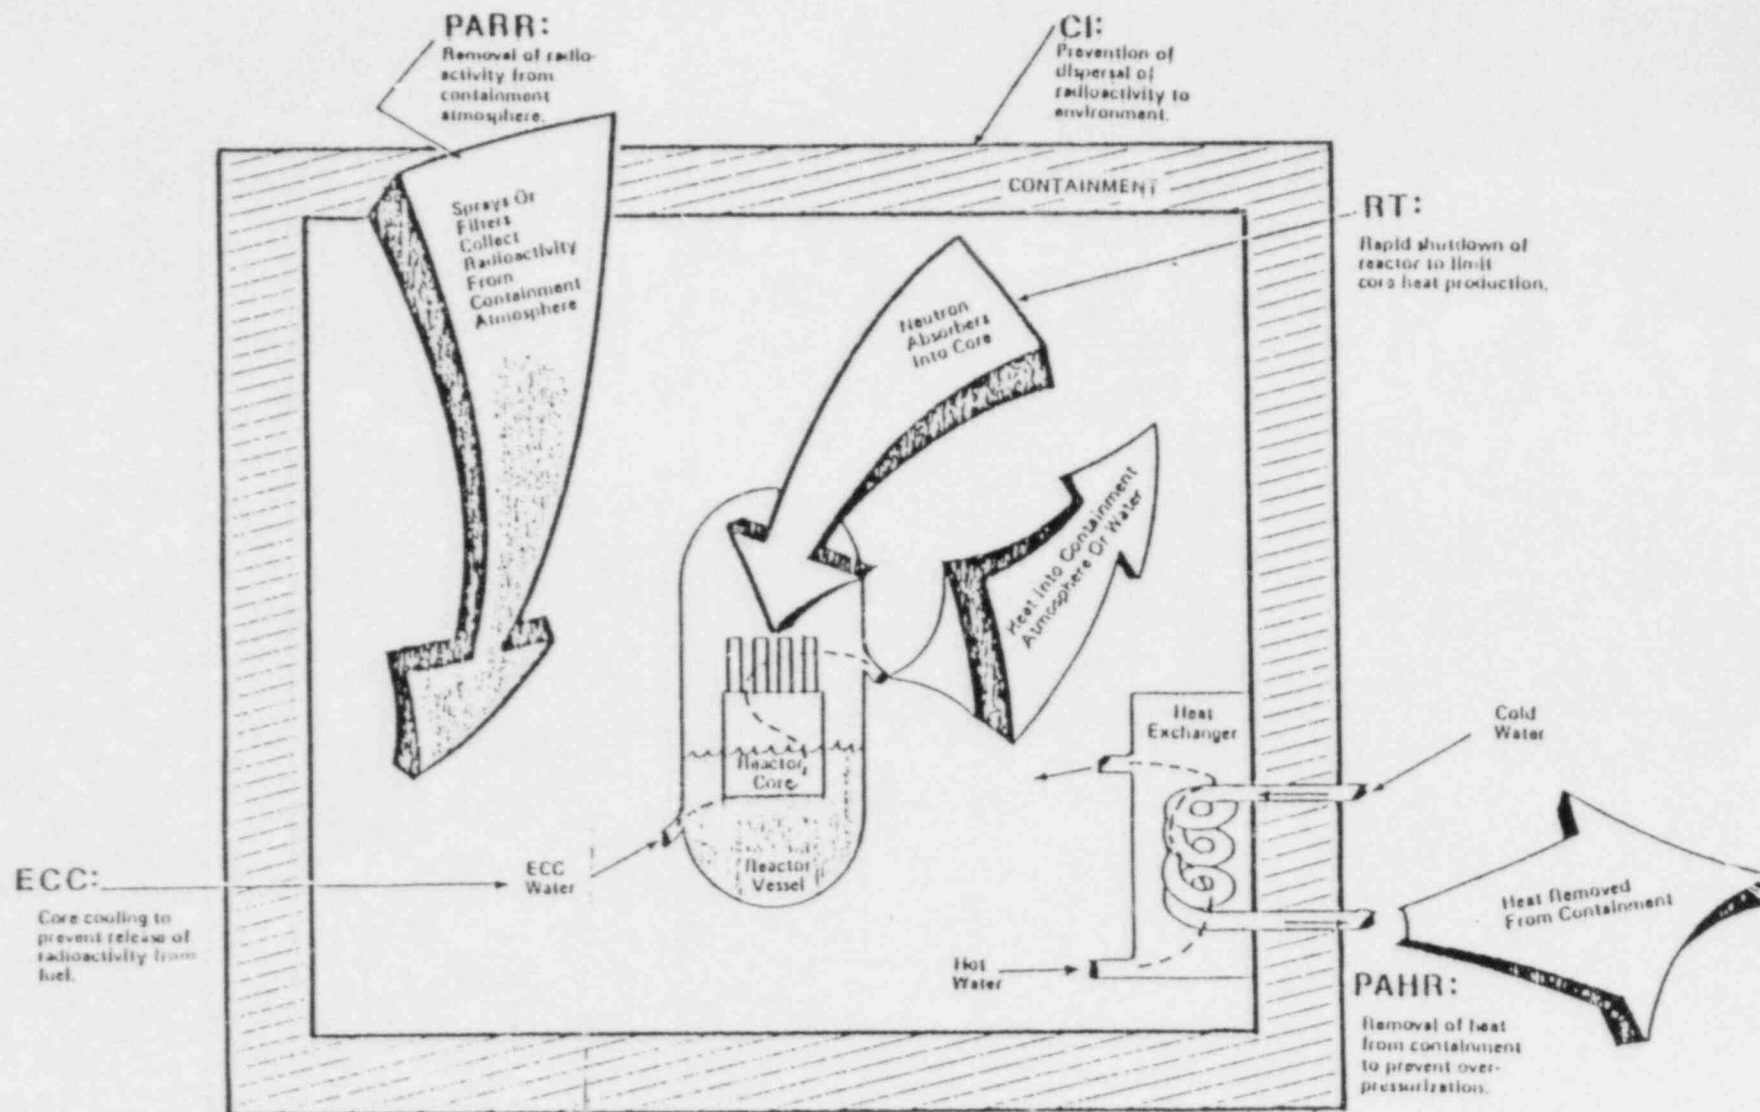 PARR:
Removal of radio-
activity from
containment
atmosphere.
CI:
Prevention of
dispersal of
radioactivity to
environment.
CONTAINMENT
RT:
Rapid shutdown of
reactor to limit
core heat production.
Sprays Or
Filters
Collect
Radioactivity
From
Containment
Atmosphere
Neutron
Absorbers
Into Core
Heat Into Containment
Atmosphere Or Water
Heat
Exchanger
Cold
Water
Reactor
Core
Reactor
Vessel
ECC:
Core cooling to
prevent release of
radioactivity from
fuel.
ECC
Water
Hot
Water
Heat Removed
From Containment
PAHR:
Removal of heat
from containment
to prevent over-
pressurization.